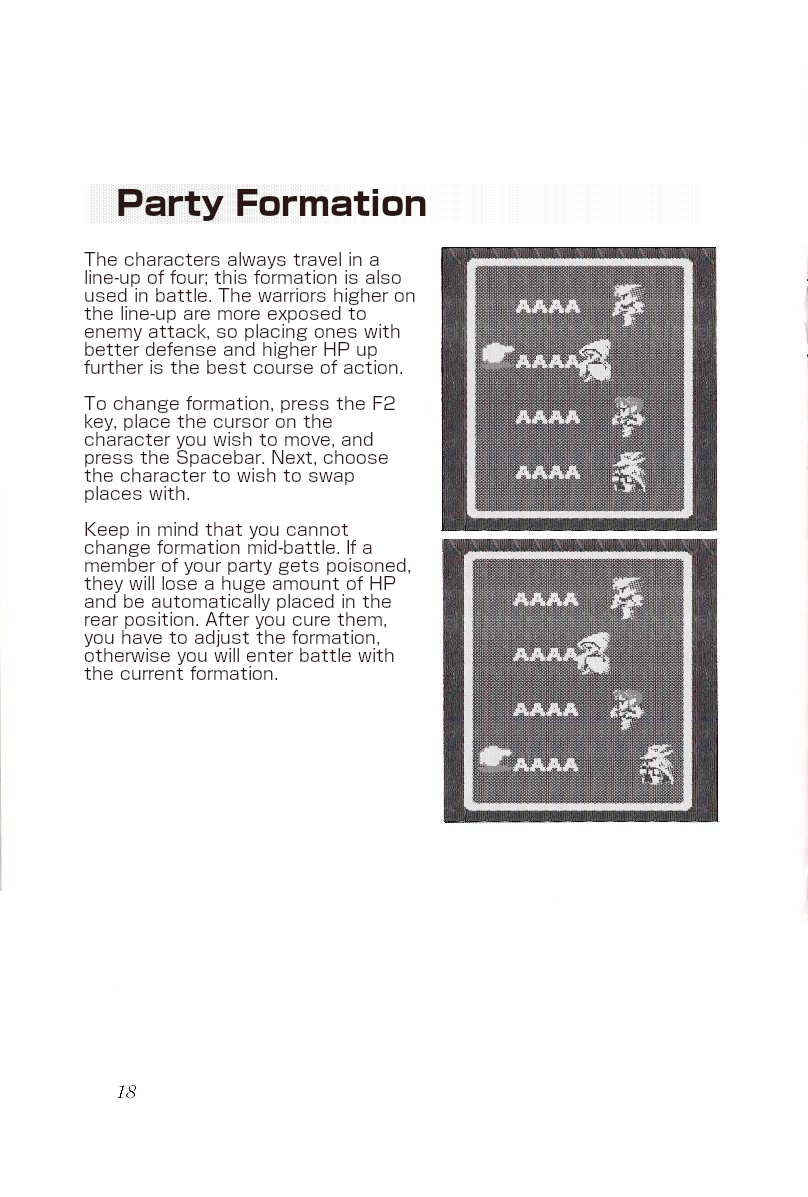 Party Formation
The characters always travel in a
line-up of four; this formation is also
used in battle. The warriors higher on
the line-up are more exposed to
enemy attack, so placing ones with
better defense and higher HP up
further is the best course of action.
To change formation, press the F2
key, place the cursor on the
character you wish to move, and
press the Spacebar. Next, choose
the character to wish to swap
places with.
Keep in mind that you cannot
change formation mid-battle. If a
member of your party gets poisoned,
they will lose a huge amount of HP
and be automatically placed in the
rear position. After you cure them,
you have to adjust the formation,
otherwise you will enter battle with
the current formation.
AAAA
AAAA
AAAA
AAAA
AAAA
AAAA
AAAA
AAAA
18